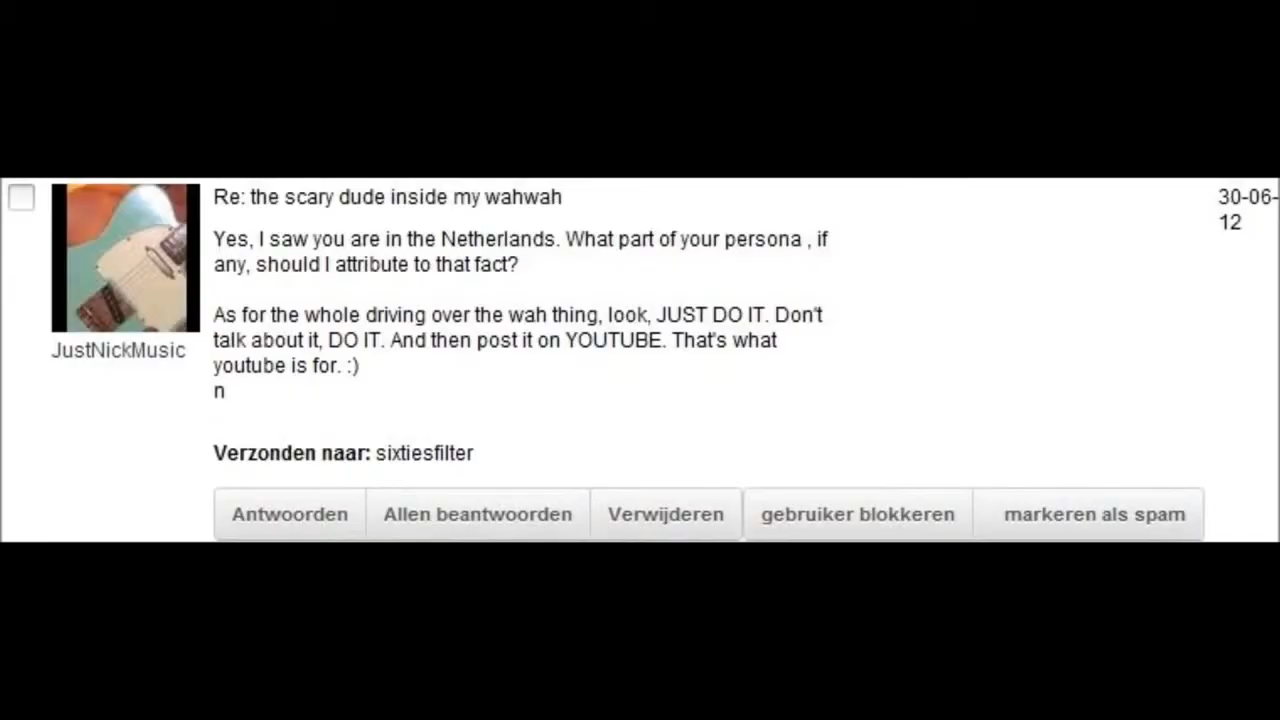 Re: the scary dude inside my wahwah
30-06-
12
Yes, I saw you are in the Netherlands. What part of your persona , if
any, should I attribute to that fact?
As for the whole driving over the wah thing, look, JUST DO IT. Don't
talk about it, DO IT. And then post it on YOUTUBE. That's what
youtube is for. :)
n
JustNickMusic
Verzonden naar: sixtiesfilter
Antwoorden Allen beantwoorden Verwijderen gebruiker blokkeren markeren als spam